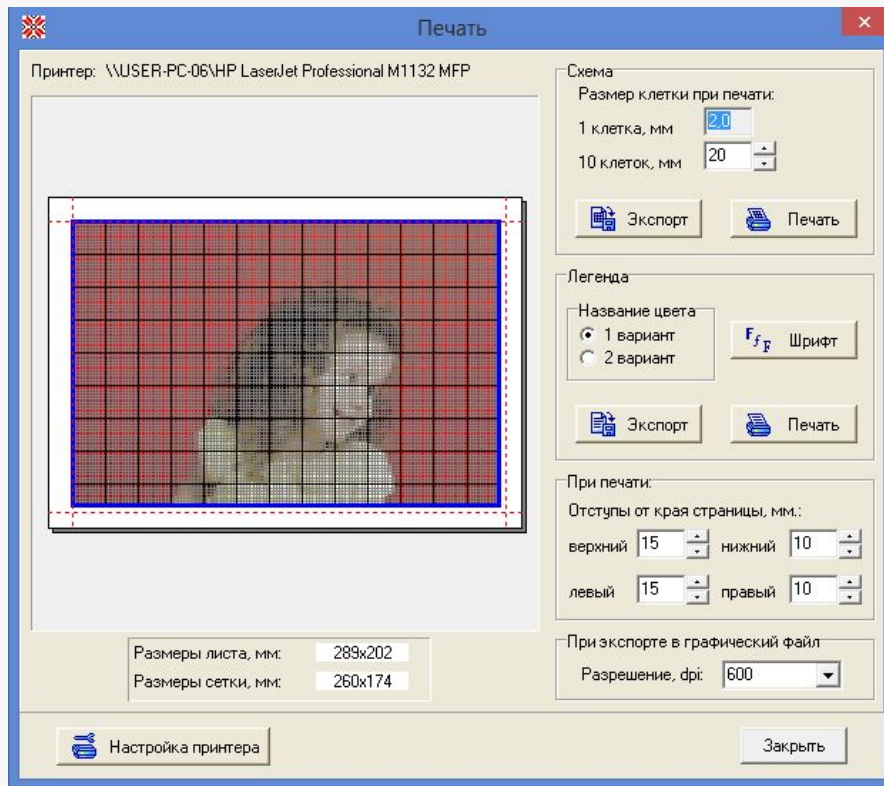 Печать
Принтер: \\USER-PC-06\HP LaserJet Professional M1132 MFP
Схема
Размер клетки при печати:
1 клетка, мм 2,0
10 клеток, мм 20
Экспорт Печать
Легенда
Название цвета
1 вариант
2 вариант
Шрифт
Экспорт Печать
При печати:
Отступы от края страницы, мм.:
верхний 15 нижний 10
левый 15 правый 10
Размеры листа, мм: 289x202
Размеры сетки, мм: 260x174
При экспорте в графический файл
Разрешение, dpi: 600
Настройка принтера
Закрыть